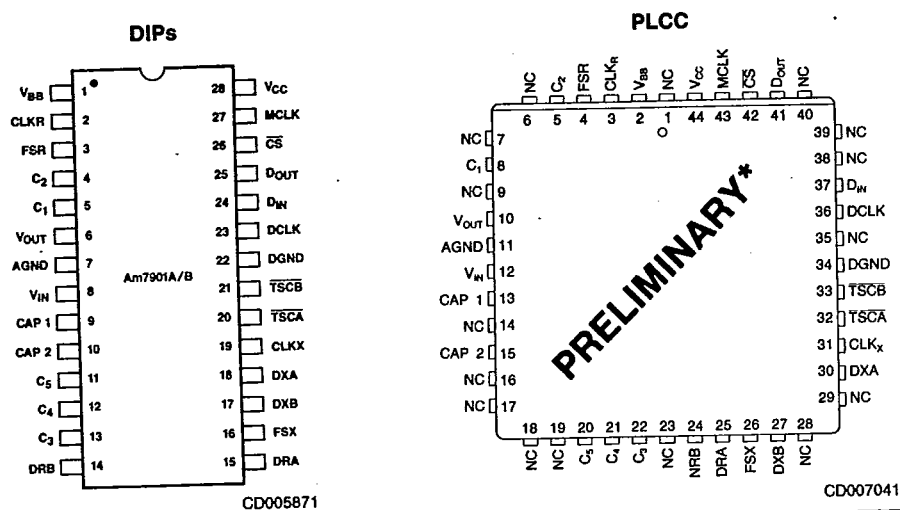 DIPs
VBB 1 28 VCC
CLKR 2 27 MCLK
FSR 3 26 CS
C2 4 25 DOUT
C1 5 24 DIN
VOUT 6 23 DCLK
AGND 7 22 DGND
Am7901A/B
VIN 8 21 TSCB
CAP 1 9 20 TSCA
CAP 2 10 19 CLKX
C5 11 18 DXA
C4 12 17 DXB
C3 13 16 FSX
DRB 14 15 DRA
CD005871
PLCC
NC C2 FSR CLKR VBB NC VCC MCLK CS DOUT NC
6 5 4 3 2 1 44 43 42 41 40
NC 7 39 NC
C1 8 38 NC
NC 9 37 DIN
VOUT 10 36 DCLK
AGND 11 35 NC
VIN 12 34 DGND
CAP 1 13 33 TSCB
NC 14 32 TSCA
CAP 2 15 31 CLKX
NC 16 30 DXA
NC 17 29 NC
PRELIMINARY*
18 19 20 21 22 23 24 25 26 27 28
NC NC C5 C4 C3 NC NRB DRA FSX DXB NC
CD007041